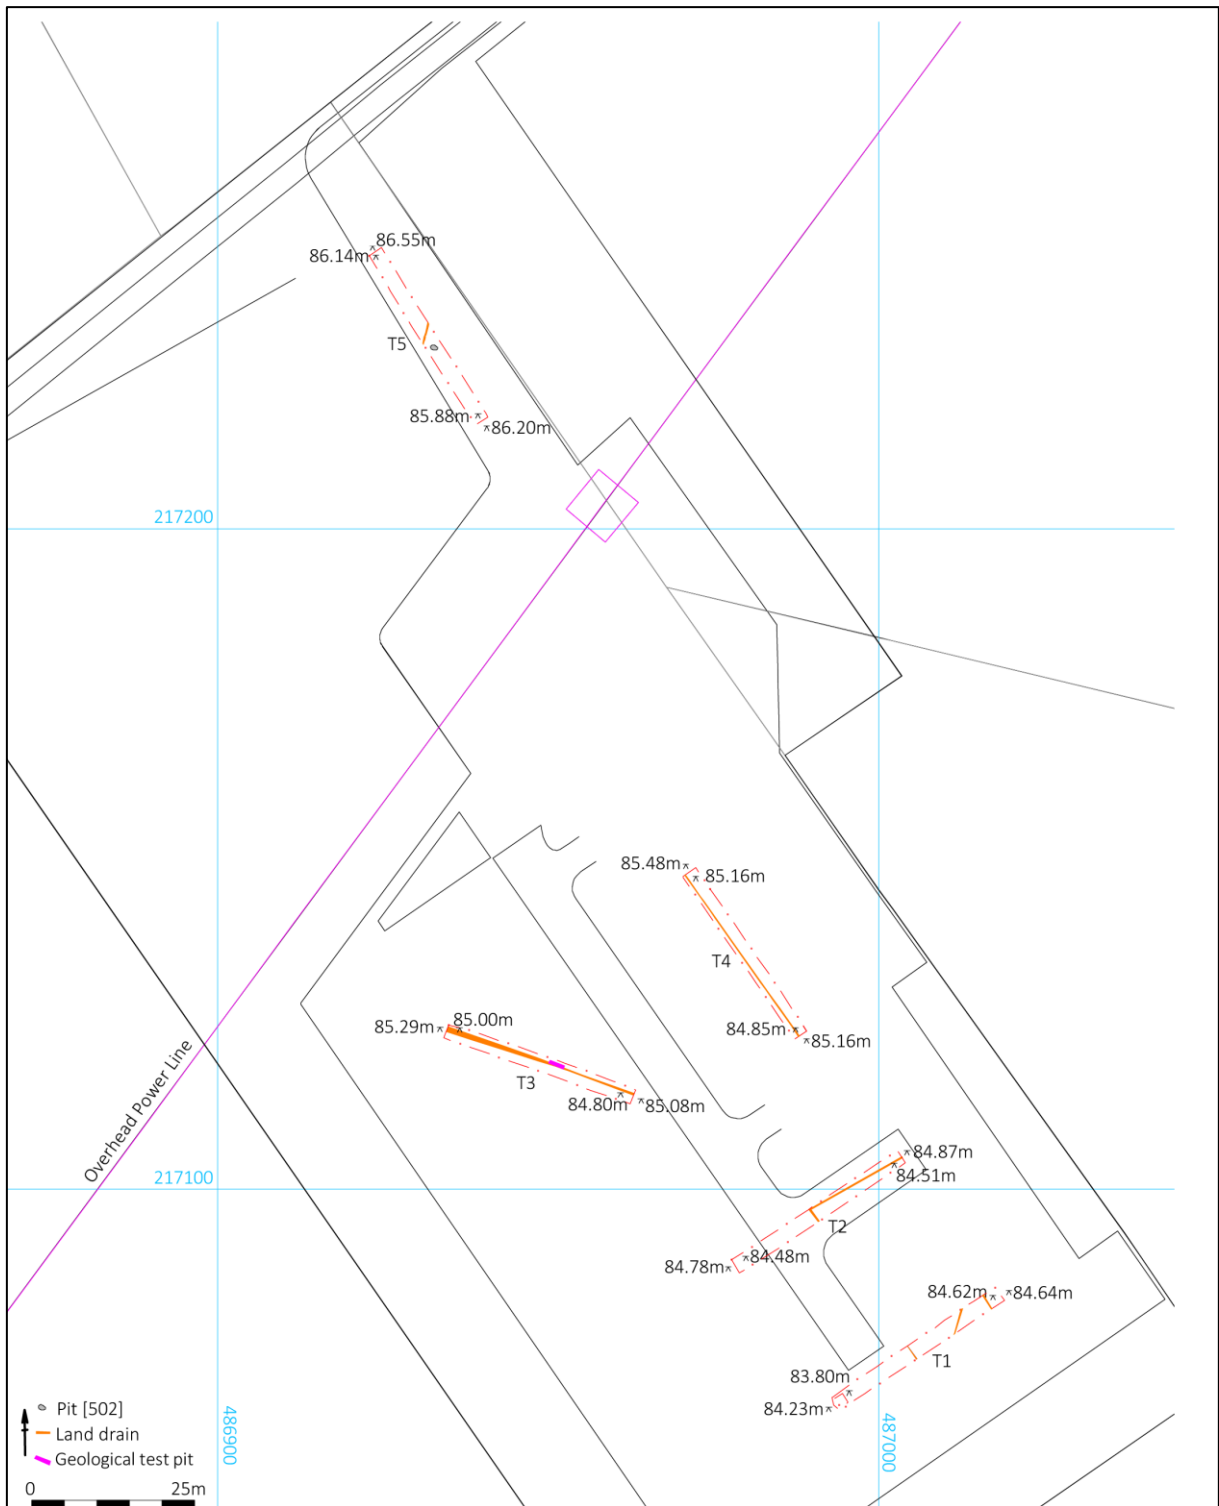 86.55m
86.14m
T5
85.88m
86.20m
217200
85.48m
85.16m
T4
85.00m
85.29m
84.85m
85.16m
T3
84.80m
85.08m
Overhead Power Line
84.87m
84.51m
217100
T2
84.48m
84.78m
84.62m
84.64m
T1
83.80m
84.23m
486900
487000
Pit [502]
Land drain
Geological test pit
0 25m